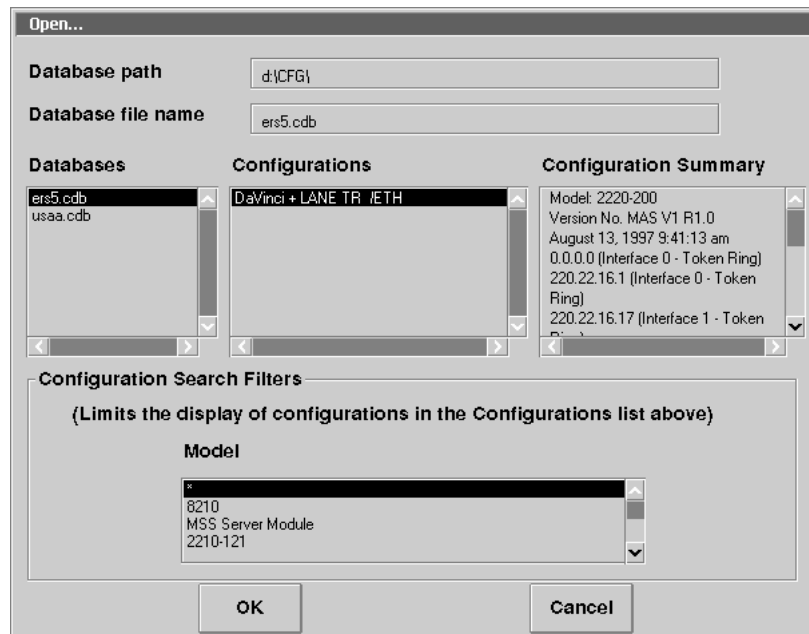 Open...
Database path
d:\CFG\
Database file name
ers5.cdb
Databases
ers5.cdb
usaa.cdb
Configurations
DaVinci + LANE TR /ETH
Configuration Summary
Model: 2220-200
Version No. MAS V1 R1.0
August 13, 1997 9:41:13 am
0.0.0.0 (Interface 0 - Token Ring)
220.22.16.1 (Interface 0 - Token
Ring)
220.22.16.17 (Interface 1 - Token
Configuration Search Filters
(Limits the display of configurations in the Configurations list above)
Model
*
8210
MSS Server Module
2210-121
OK
Cancel